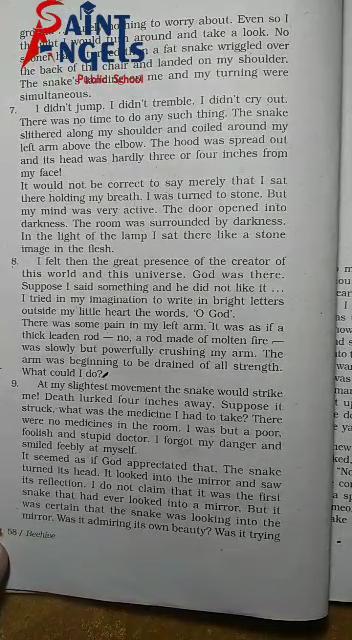 SAINT
ANGELS
Public School
thing to worry about. Even so I
I would turn around and take a look. No
sooner had a fat snake wriggled over
the back of the chair and landed on my shoulder.
The snake's landing on me and my turning were
simultaneous.
7. I didn't jump. I didn't tremble. I didn't cry out.
There was no time to do any such thing. The snake
slithered along my shoulder and coiled around my
left arm above the elbow. The hood was spread out
and its head was hardly three or four inches from
my face!
It would not be correct to say merely that I sat
there holding my breath. I was turned to stone. But
my mind was very active. The door opened into
darkness. The room was surrounded by darkness.
In the light of the lamp I sat there like a stone
image in the flesh.
8. I felt then the great presence of the creator of
this world and this universe. God was there.
Suppose I said something and he did not like it ...
I tried in my imagination to write in bright letters
outside my little heart the words, 'O God'.
There was some pain in my left arm. It was as if a
thick leaden rod — no, a rod made of molten fire —
was slowly but powerfully crushing my arm. The
arm was beginning to be drained of all strength.
What could I do?
9. At my slightest movement the snake would strike
me! Death lurked four inches away. Suppose it
struck, what was the medicine I had to take? There
were no medicines in the room. I was but a poor,
foolish and stupid doctor. I forgot my danger and
smiled feebly at myself.
It seemed as if God appreciated that. The snake
turned its head. It looked into the mirror and saw
its reflection. I do not claim that it was the first
snake that had ever looked into a mirror. But it
was certain that the snake was looking into the
mirror. Was it admiring its own beauty? Was it trying
58 / Beehive